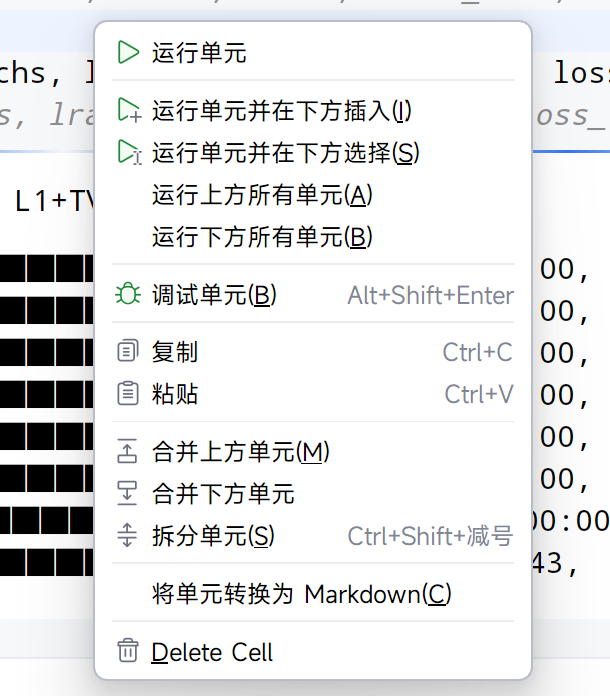 运行单元
chs, l
loss
运行单元并在下方插入(I)
s, lra
oss_
运行单元并在下方选择(S)
运行上方所有单元(A)
L1+TV
运行下方所有单元(B)
00,
调试单元(B) Alt+Shift+Enter
00,
复制 Ctrl+C
00,
粘贴 Ctrl+V
00,
合并上方单元(M)
00,
合并下方单元
00,
拆分单元(S) Ctrl+Shift+减号
00:00
43,
将单元转换为 Markdown(C)
Delete Cell